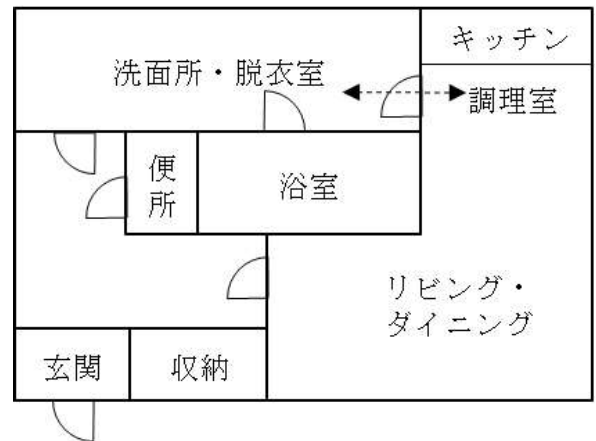 キッチン
洗面所・脱衣室
調理室
便
所
浴室
リビング・
ダイニング
玄関
収納